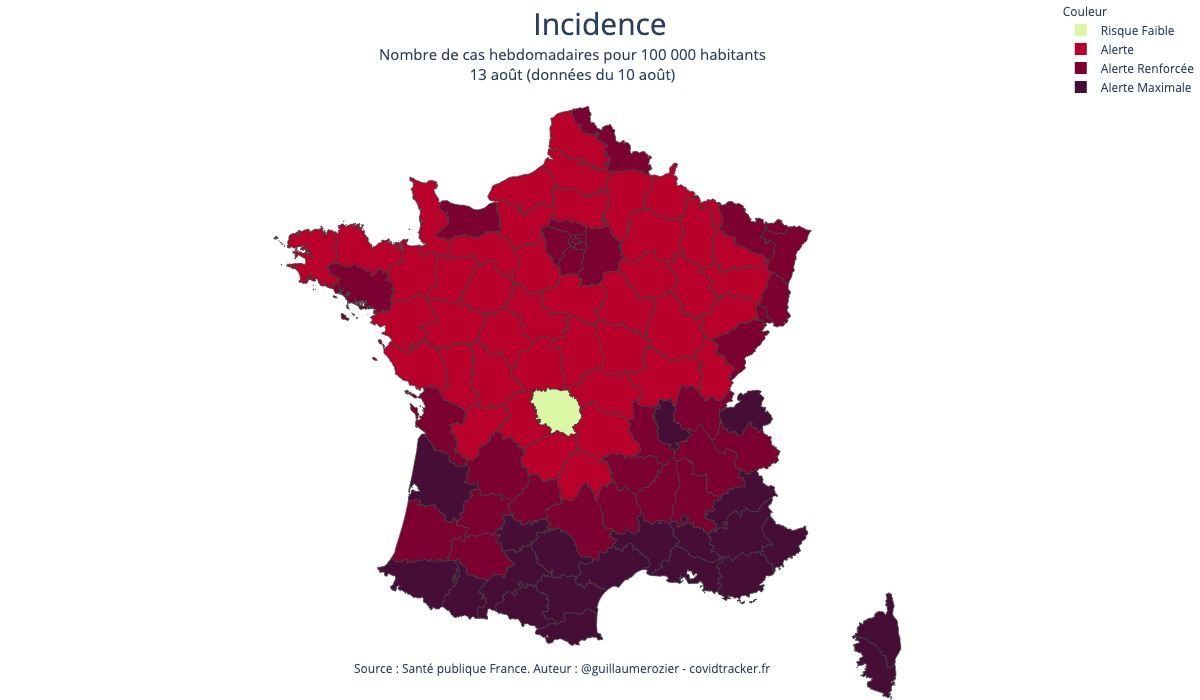 Incidence
Nombre de cas hebdomadaires pour 100 000 habitants
13 août (données du 10 août)
Couleur
Risque Faible
Alerte
Alerte Renforcée
Alerte Maximale
Source : Santé publique France. Auteur : @guillaumerozier - covidtracker.fr